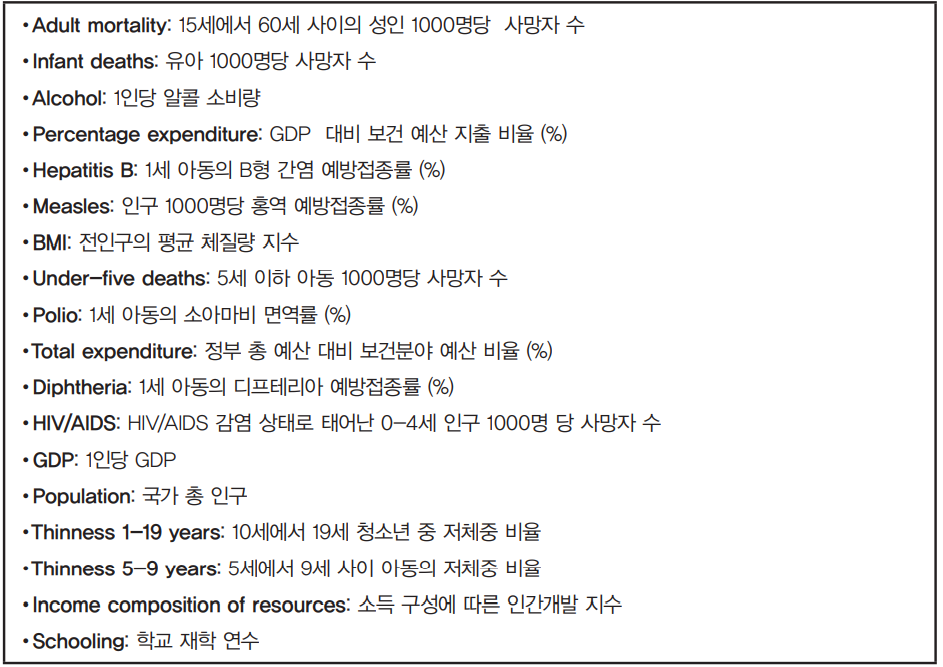 •Adult mortality: 15세에서 60세 사이의 성인 1000명당 사망자 수
•Infant deaths: 유아 1000명당 사망자 수
•Alcohol: 1인당 알콜 소비량
•Percentage expenditure: GDP 대비 보건 예산 지출 비율 (%)
•Hepatitis B: 1세 아동의 B형 간염 예방접종률 (%)
•Measles: 인구 1000명당 홍역 예방접종률 (%)
•BMI: 전인구의 평균 체질량 지수
•Under-five deaths: 5세 이하 아동 1000명당 사망자 수
•Polio: 1세 아동의 소아마비 면역률 (%)
•Total expenditure: 정부 총 예산 대비 보건분야 예산 비율 (%)
•Diphtheria: 1세 아동의 디프테리아 예방접종률 (%)
•HIV/AIDS: HIV/AIDS 감염 상태로 태어난 0-4세 인구 1000명 당 사망자 수
•GDP: 1인당 GDP
•Population: 국가 총 인구
•Thinness 1-19 years: 10세에서 19세 청소년 중 저체중 비율
•Thinness 5-9 years: 5세에서 9세 사이 아동의 저체중 비율
•Income composition of resources: 소득 구성에 따른 인간개발 지수
•Schooling: 학교 재학 연수